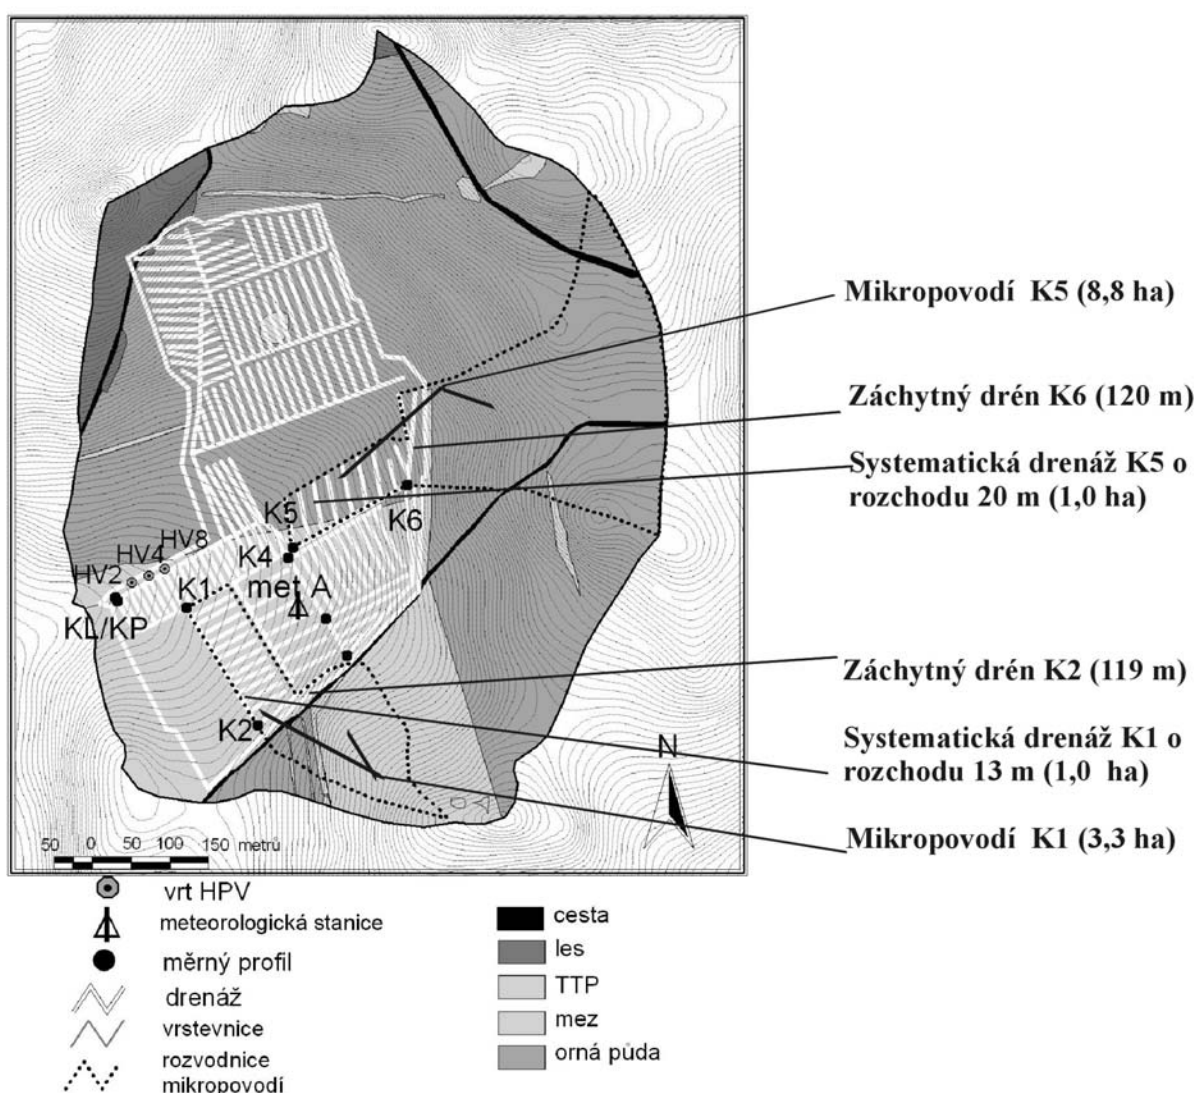 Mikropovodí K5 (8,8 ha)
Záchytný drén K6 (120 m)
Systematická drenáž K5 o
rozchodu 20 m (1,0 ha)
K5
K6
HV8
K4
HV4
HV2
K1
met A
KL/KP
Záchytný drén K2 (119 m)
K2
Systematická drenáž K1 o
rozchodu 13 m (1,0 ha)
N
Mikropovodí K1 (3,3 ha)
50 0 50 100 150 metrů
vrt HPV
meteorologická stanice
měrný profil
drenáž
vrstevnice
rozvodnice
mikropovodí
cesta
les
TTP
mez
orná půda